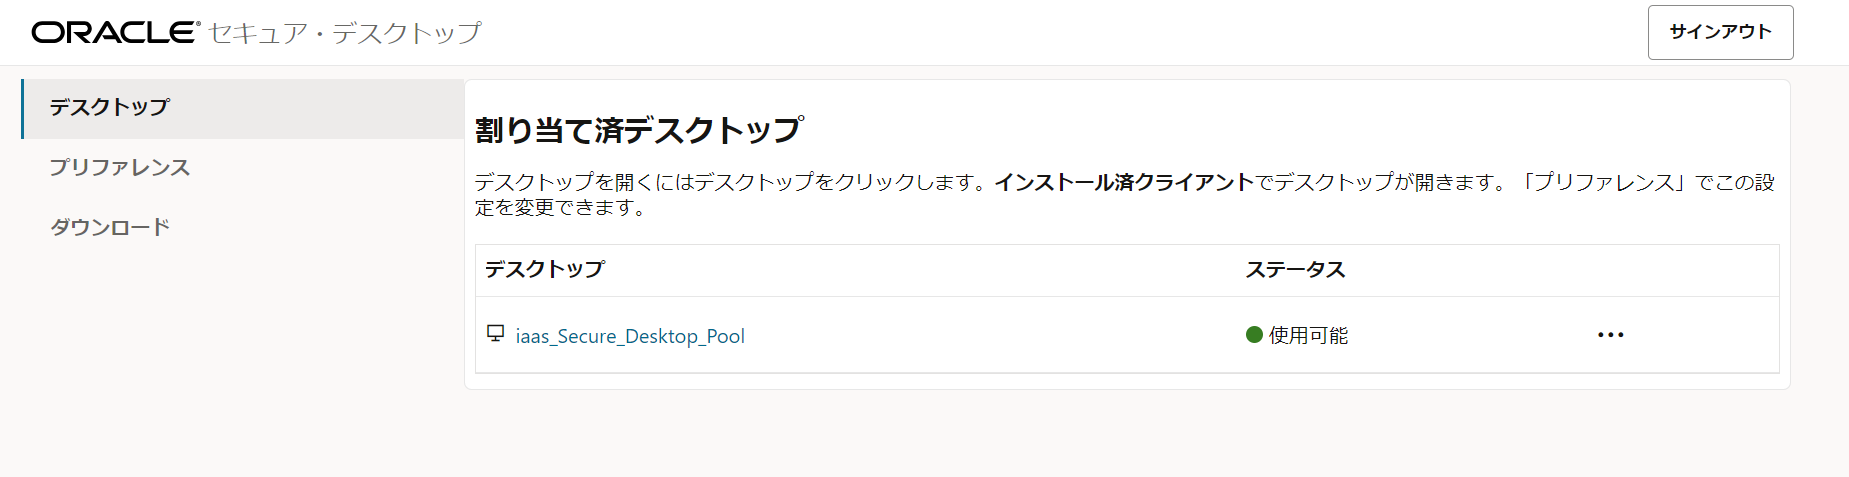 ORACLE® セキュア・デスクトップ
サインアウト
デスクトップ
プリファレンス
ダウンロード
割り当て済デスクトップ
デスクトップを開くにはデスクトップをクリックします。インストール済クライアントでデスクトップが開きます。「プリファレンス」でこの設
定を変更できます。
デスクトップ ステータス
iaas_Secure_Desktop_Pool 使用可能